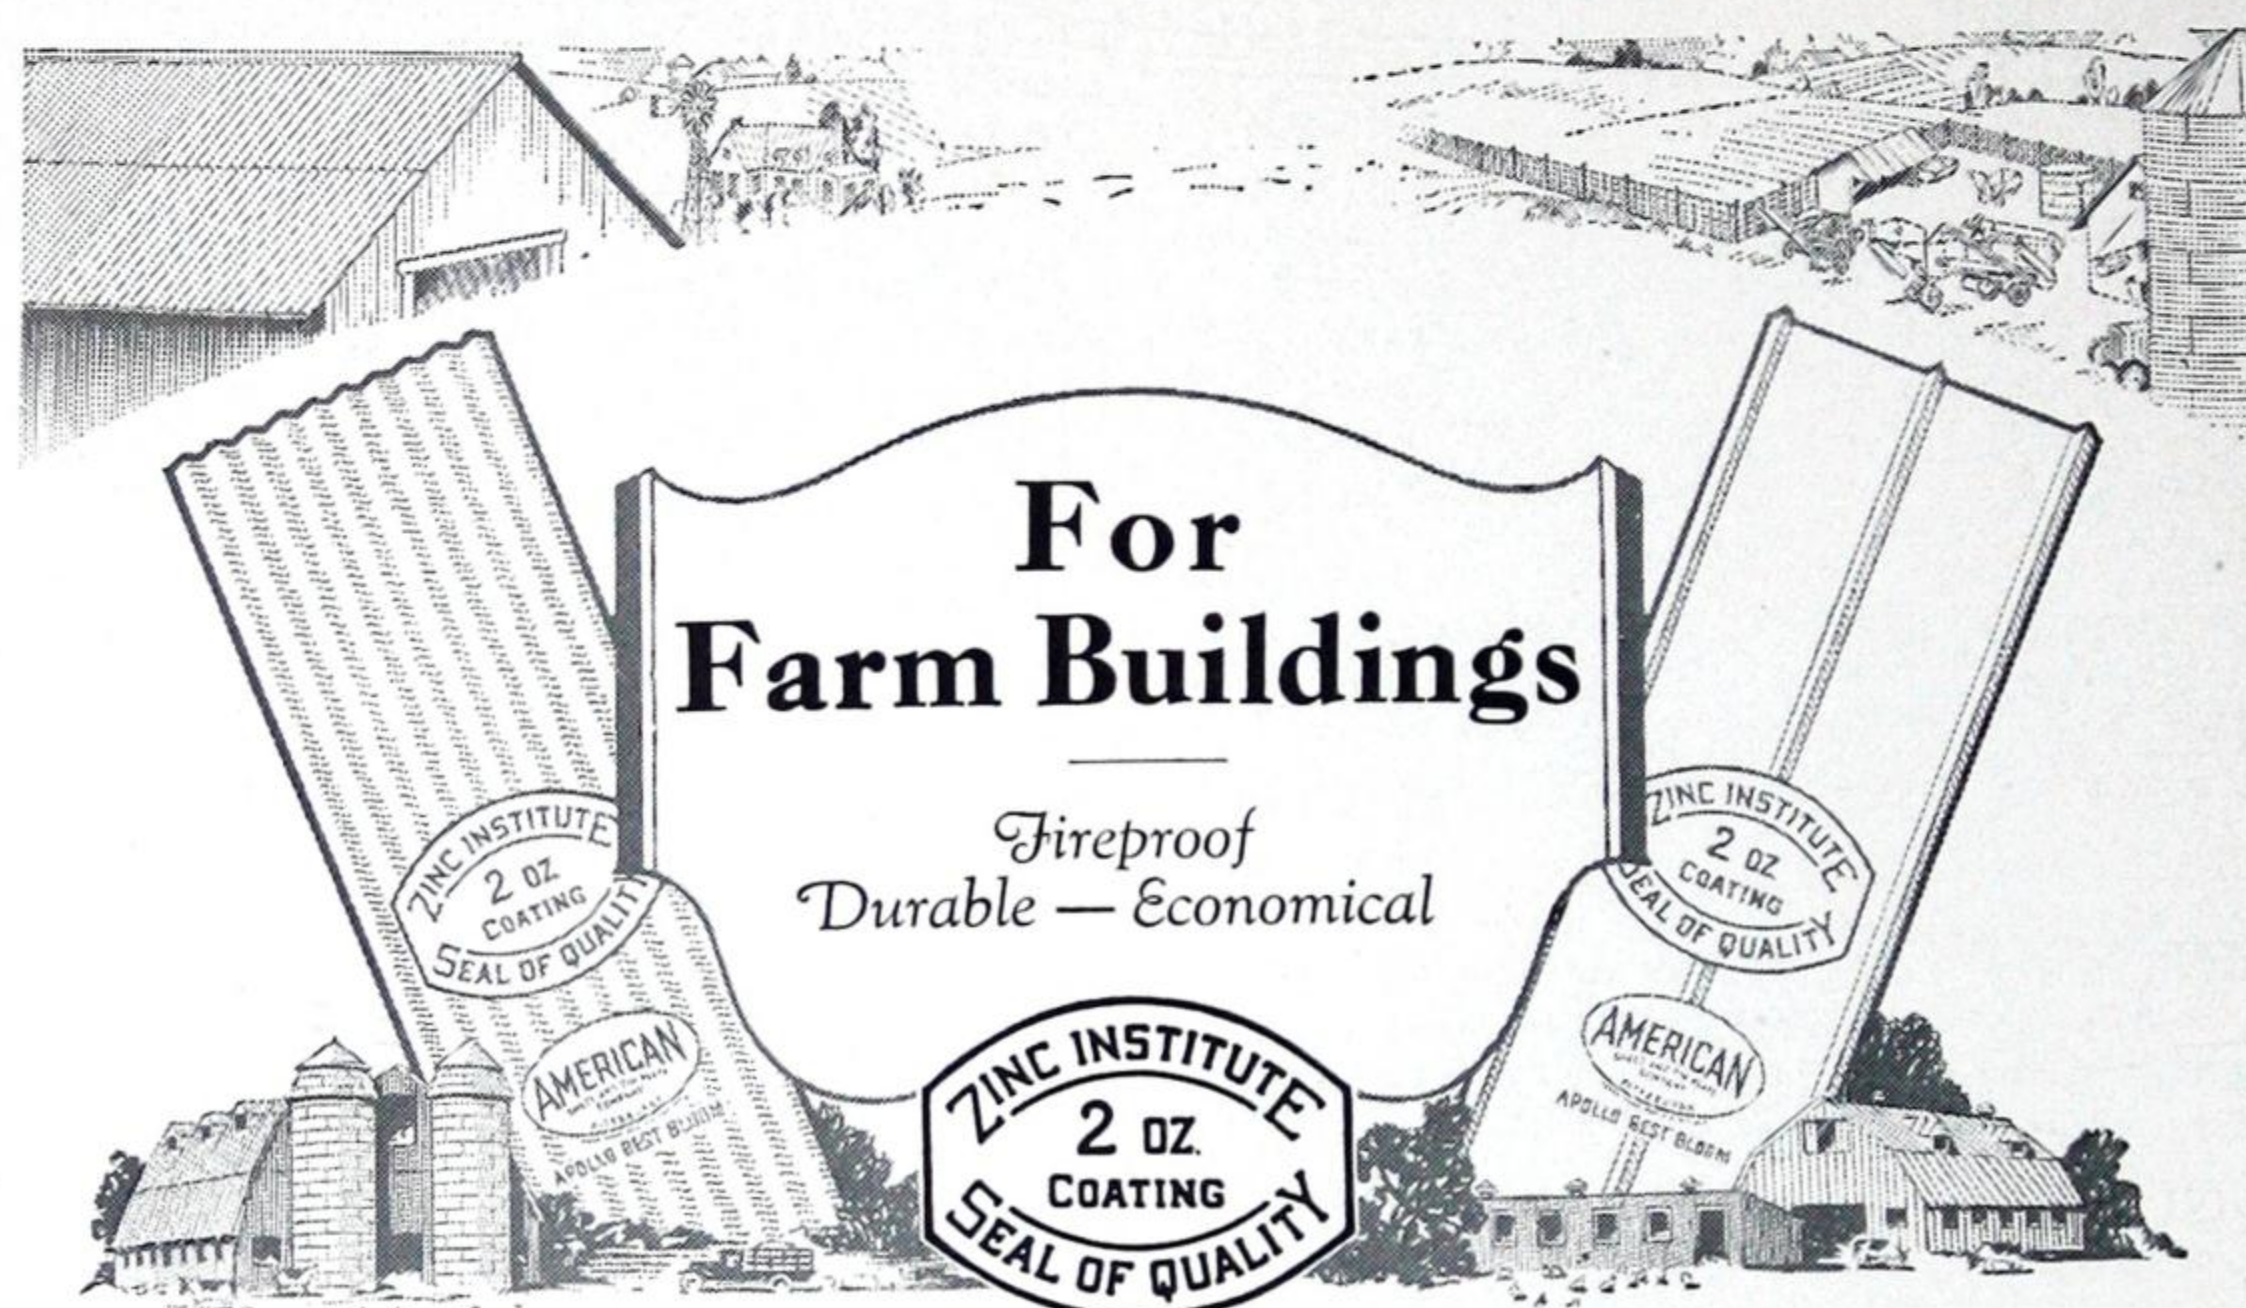 For
Farm Buildings
Fireproof
Durable — Economical
ZINC INSTITUTE
2 OZ
COATING
SEAL OF QUALITY
AMERICAN
APOLLO BEST BLOOM
ZINC INSTITUTE
2 OZ
COATING
SEAL OF QUALITY
AMERICAN
APOLLO BEST BLOOM
ZINC INSTITUTE
2 OZ.
COATING
SEAL OF QUALITY